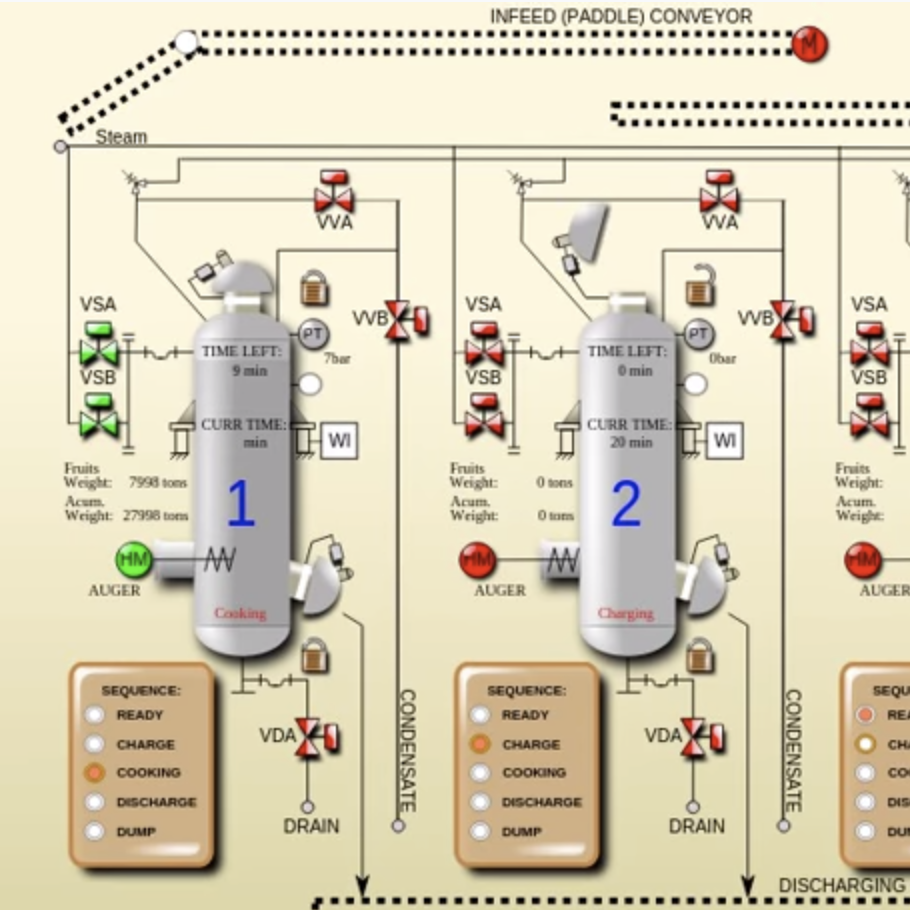 INFEED (PADDLE) CONVEYOR
M
Steam
VVA
VVA
VSA
VSB
VVB
PT
7bar
TIME LEFT:
9 min
CURR TIME:
min
WI
Fruits
Weight: 7998 tons
Acum.
Weight: 27998 tons
1
HM
AUGER
Cooking
SEQUENCE:
READY
CHARGE
COOKING
DISCHARGE
DUMP
VDA
DRAIN
CONDENSATE
VSA
VSB
VVB
PT
0bar
TIME LEFT:
0 min
CURR TIME:
20 min
WI
Fruits
Weight: 0 tons
Acum.
Weight: 0 tons
2
HM
AUGER
Charging
SEQUENCE:
READY
CHARGE
COOKING
DISCHARGE
DUMP
VDA
DRAIN
CONDENSATE
VSA
VSB
Fruits
Weight:
Acum.
Weight:
HM
AUGER
SEQU
REA
CHA
COO
DIS
DUM
DISCHARGING